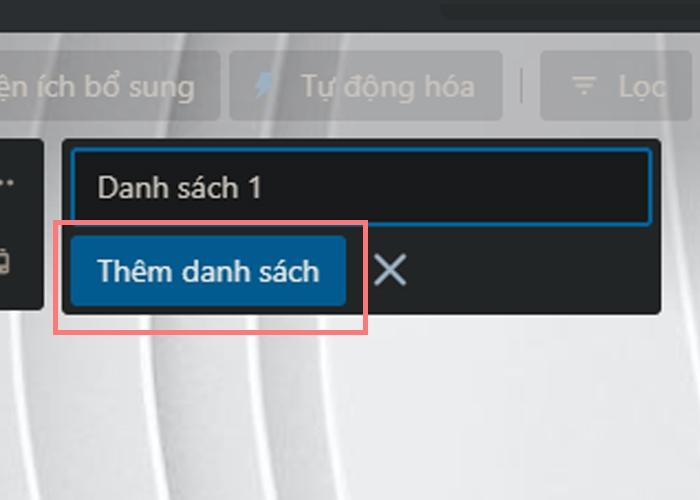 ện ích bổ sung
Tự động hóa
Lọc
Danh sách 1
Thêm danh sách